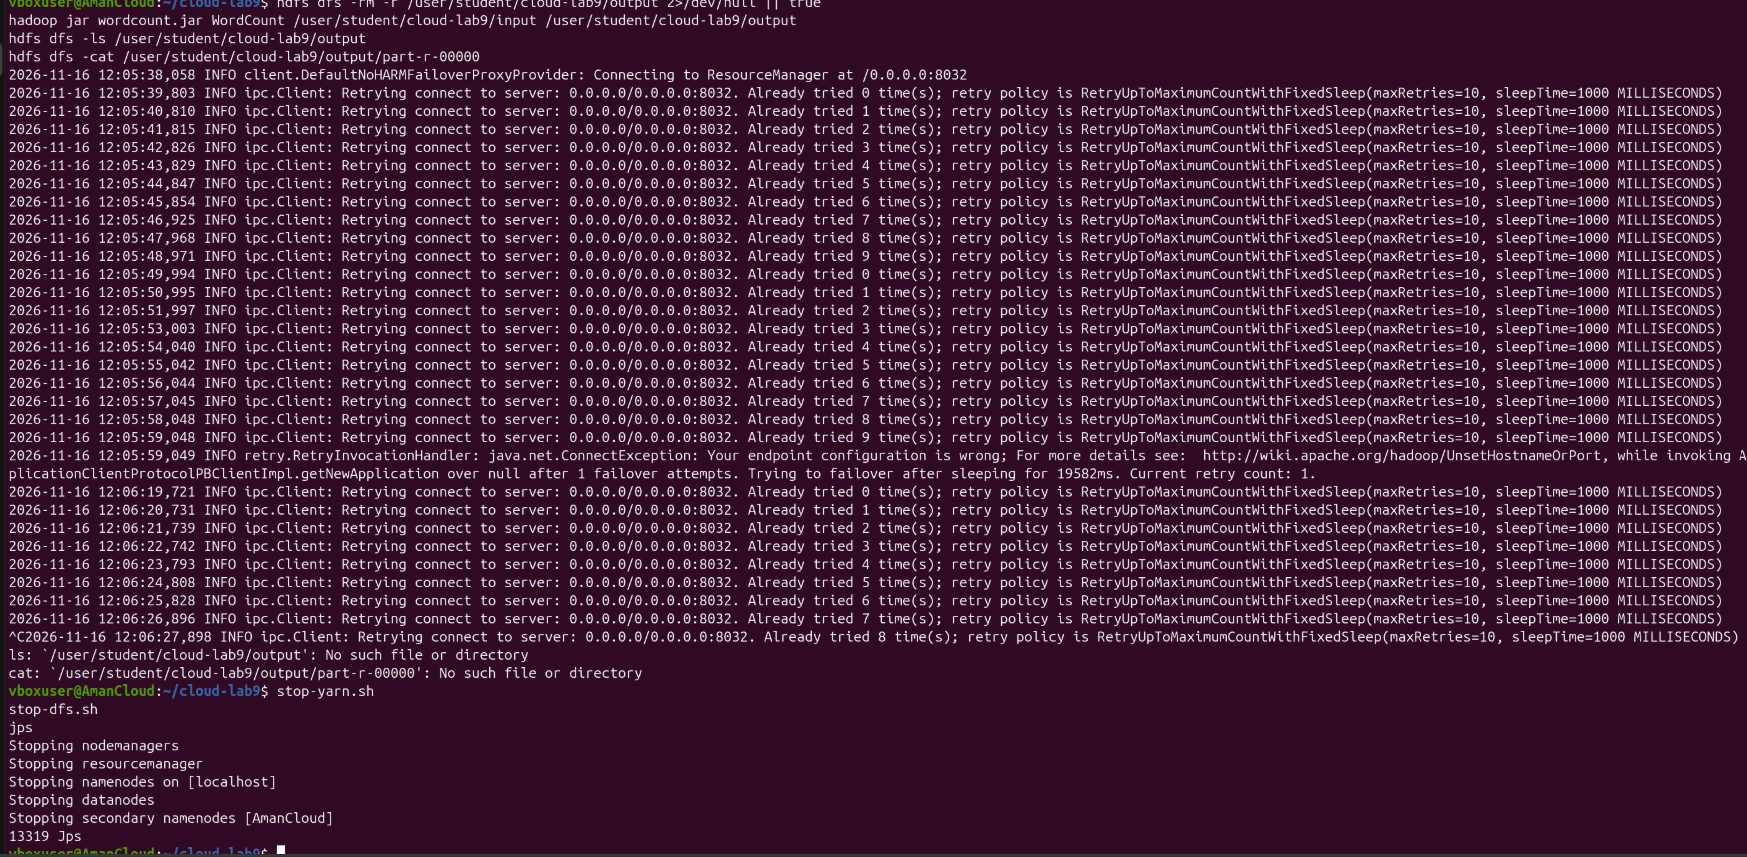 vboxuser@AmanCloud:~/cloud-lab9$ hdfs dfs -rm -r /user/student/cloud-lab9/output 2>/dev/null || true
hadoop jar wordcount.jar WordCount /user/student/cloud-lab9/input /user/student/cloud-lab9/output
hdfs dfs -ls /user/student/cloud-lab9/output
hdfs dfs -cat /user/student/cloud-lab9/output/part-r-00000
2026-11-16 12:05:38,058 INFO client.DefaultNoHARMFailoverProxyProvider: Connecting to ResourceManager at /0.0.0.0:8032
2026-11-16 12:05:39,803 INFO ipc.Client: Retrying connect to server: 0.0.0.0/0.0.0.0:8032. Already tried 0 time(s); retry policy is RetryUpToMaximumCountWithFixedSleep(maxRetries=10, sleepTime=1000 MILLISECONDS)
2026-11-16 12:05:40,810 INFO ipc.Client: Retrying connect to server: 0.0.0.0/0.0.0.0:8032. Already tried 1 time(s); retry policy is RetryUpToMaximumCountWithFixedSleep(maxRetries=10, sleepTime=1000 MILLISECONDS)
2026-11-16 12:05:41,815 INFO ipc.Client: Retrying connect to server: 0.0.0.0/0.0.0.0:8032. Already tried 2 time(s); retry policy is RetryUpToMaximumCountWithFixedSleep(maxRetries=10, sleepTime=1000 MILLISECONDS)
2026-11-16 12:05:42,826 INFO ipc.Client: Retrying connect to server: 0.0.0.0/0.0.0.0:8032. Already tried 3 time(s); retry policy is RetryUpToMaximumCountWithFixedSleep(maxRetries=10, sleepTime=1000 MILLISECONDS)
2026-11-16 12:05:43,829 INFO ipc.Client: Retrying connect to server: 0.0.0.0/0.0.0.0:8032. Already tried 4 time(s); retry policy is RetryUpToMaximumCountWithFixedSleep(maxRetries=10, sleepTime=1000 MILLISECONDS)
2026-11-16 12:05:44,847 INFO ipc.Client: Retrying connect to server: 0.0.0.0/0.0.0.0:8032. Already tried 5 time(s); retry policy is RetryUpToMaximumCountWithFixedSleep(maxRetries=10, sleepTime=1000 MILLISECONDS)
2026-11-16 12:05:45,854 INFO ipc.Client: Retrying connect to server: 0.0.0.0/0.0.0.0:8032. Already tried 6 time(s); retry policy is RetryUpToMaximumCountWithFixedSleep(maxRetries=10, sleepTime=1000 MILLISECONDS)
2026-11-16 12:05:46,925 INFO ipc.Client: Retrying connect to server: 0.0.0.0/0.0.0.0:8032. Already tried 7 time(s); retry policy is RetryUpToMaximumCountWithFixedSleep(maxRetries=10, sleepTime=1000 MILLISECONDS)
2026-11-16 12:05:47,968 INFO ipc.Client: Retrying connect to server: 0.0.0.0/0.0.0.0:8032. Already tried 8 time(s); retry policy is RetryUpToMaximumCountWithFixedSleep(maxRetries=10, sleepTime=1000 MILLISECONDS)
2026-11-16 12:05:48,971 INFO ipc.Client: Retrying connect to server: 0.0.0.0/0.0.0.0:8032. Already tried 9 time(s); retry policy is RetryUpToMaximumCountWithFixedSleep(maxRetries=10, sleepTime=1000 MILLISECONDS)
2026-11-16 12:05:49,994 INFO ipc.Client: Retrying connect to server: 0.0.0.0/0.0.0.0:8032. Already tried 0 time(s); retry policy is RetryUpToMaximumCountWithFixedSleep(maxRetries=10, sleepTime=1000 MILLISECONDS)
2026-11-16 12:05:50,995 INFO ipc.Client: Retrying connect to server: 0.0.0.0/0.0.0.0:8032. Already tried 1 time(s); retry policy is RetryUpToMaximumCountWithFixedSleep(maxRetries=10, sleepTime=1000 MILLISECONDS)
2026-11-16 12:05:51,997 INFO ipc.Client: Retrying connect to server: 0.0.0.0/0.0.0.0:8032. Already tried 2 time(s); retry policy is RetryUpToMaximumCountWithFixedSleep(maxRetries=10, sleepTime=1000 MILLISECONDS)
2026-11-16 12:05:53,003 INFO ipc.Client: Retrying connect to server: 0.0.0.0/0.0.0.0:8032. Already tried 3 time(s); retry policy is RetryUpToMaximumCountWithFixedSleep(maxRetries=10, sleepTime=1000 MILLISECONDS)
2026-11-16 12:05:54,040 INFO ipc.Client: Retrying connect to server: 0.0.0.0/0.0.0.0:8032. Already tried 4 time(s); retry policy is RetryUpToMaximumCountWithFixedSleep(maxRetries=10, sleepTime=1000 MILLISECONDS)
2026-11-16 12:05:55,042 INFO ipc.Client: Retrying connect to server: 0.0.0.0/0.0.0.0:8032. Already tried 5 time(s); retry policy is RetryUpToMaximumCountWithFixedSleep(maxRetries=10, sleepTime=1000 MILLISECONDS)
2026-11-16 12:05:56,044 INFO ipc.Client: Retrying connect to server: 0.0.0.0/0.0.0.0:8032. Already tried 6 time(s); retry policy is RetryUpToMaximumCountWithFixedSleep(maxRetries=10, sleepTime=1000 MILLISECONDS)
2026-11-16 12:05:57,045 INFO ipc.Client: Retrying connect to server: 0.0.0.0/0.0.0.0:8032. Already tried 7 time(s); retry policy is RetryUpToMaximumCountWithFixedSleep(maxRetries=10, sleepTime=1000 MILLISECONDS)
2026-11-16 12:05:58,048 INFO ipc.Client: Retrying connect to server: 0.0.0.0/0.0.0.0:8032. Already tried 8 time(s); retry policy is RetryUpToMaximumCountWithFixedSleep(maxRetries=10, sleepTime=1000 MILLISECONDS)
2026-11-16 12:05:59,048 INFO ipc.Client: Retrying connect to server: 0.0.0.0/0.0.0.0:8032. Already tried 9 time(s); retry policy is RetryUpToMaximumCountWithFixedSleep(maxRetries=10, sleepTime=1000 MILLISECONDS)
2026-11-16 12:05:59,049 INFO retry.RetryInvocationHandler: java.net.ConnectException: Your endpoint configuration is wrong; For more details see:  http://wiki.apache.org/hadoop/UnsetHostnameOrPort, while invoking A
plicationClientProtocolPBClientImpl.getNewApplication over null after 1 failover attempts. Trying to failover after sleeping for 19582ms. Current retry count: 1.
2026-11-16 12:06:19,721 INFO ipc.Client: Retrying connect to server: 0.0.0.0/0.0.0.0:8032. Already tried 0 time(s); retry policy is RetryUpToMaximumCountWithFixedSleep(maxRetries=10, sleepTime=1000 MILLISECONDS)
2026-11-16 12:06:20,731 INFO ipc.Client: Retrying connect to server: 0.0.0.0/0.0.0.0:8032. Already tried 1 time(s); retry policy is RetryUpToMaximumCountWithFixedSleep(maxRetries=10, sleepTime=1000 MILLISECONDS)
2026-11-16 12:06:21,739 INFO ipc.Client: Retrying connect to server: 0.0.0.0/0.0.0.0:8032. Already tried 2 time(s); retry policy is RetryUpToMaximumCountWithFixedSleep(maxRetries=10, sleepTime=1000 MILLISECONDS)
2026-11-16 12:06:22,742 INFO ipc.Client: Retrying connect to server: 0.0.0.0/0.0.0.0:8032. Already tried 3 time(s); retry policy is RetryUpToMaximumCountWithFixedSleep(maxRetries=10, sleepTime=1000 MILLISECONDS)
2026-11-16 12:06:23,793 INFO ipc.Client: Retrying connect to server: 0.0.0.0/0.0.0.0:8032. Already tried 4 time(s); retry policy is RetryUpToMaximumCountWithFixedSleep(maxRetries=10, sleepTime=1000 MILLISECONDS)
2026-11-16 12:06:24,808 INFO ipc.Client: Retrying connect to server: 0.0.0.0/0.0.0.0:8032. Already tried 5 time(s); retry policy is RetryUpToMaximumCountWithFixedSleep(maxRetries=10, sleepTime=1000 MILLISECONDS)
2026-11-16 12:06:25,828 INFO ipc.Client: Retrying connect to server: 0.0.0.0/0.0.0.0:8032. Already tried 6 time(s); retry policy is RetryUpToMaximumCountWithFixedSleep(maxRetries=10, sleepTime=1000 MILLISECONDS)
2026-11-16 12:06:26,896 INFO ipc.Client: Retrying connect to server: 0.0.0.0/0.0.0.0:8032. Already tried 7 time(s); retry policy is RetryUpToMaximumCountWithFixedSleep(maxRetries=10, sleepTime=1000 MILLISECONDS)
^C2026-11-16 12:06:27,898 INFO ipc.Client: Retrying connect to server: 0.0.0.0/0.0.0.0:8032. Already tried 8 time(s); retry policy is RetryUpToMaximumCountWithFixedSleep(maxRetries=10, sleepTime=1000 MILLISECONDS)
ls: `/user/student/cloud-lab9/output': No such file or directory
cat: `/user/student/cloud-lab9/output/part-r-00000': No such file or directory
vboxuser@AmanCloud:~/cloud-lab9$ stop-yarn.sh
stop-dfs.sh
jps
Stopping nodemanagers
Stopping resourcemanager
Stopping namenodes on [localhost]
Stopping datanodes
Stopping secondary namenodes [AmanCloud]
13319 Jps
vboxuser@AmanCloud:~/cloud-lab9$